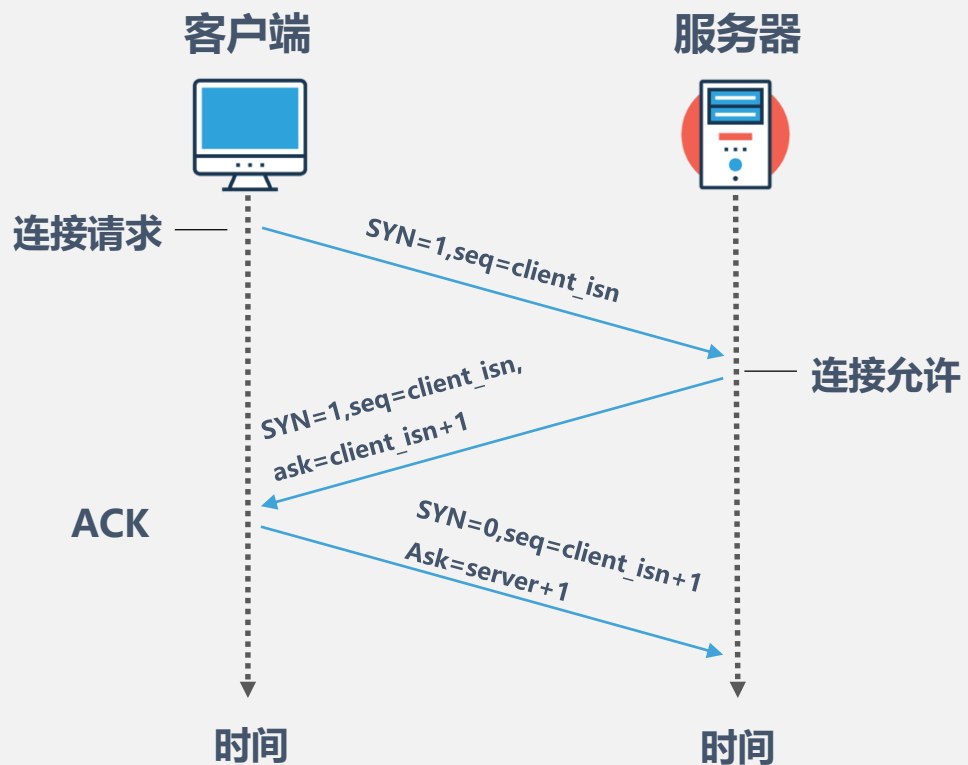 客户端
服务器
连接请求
SYN=1,seq=client_isn
连接允许
SYN=1,seq=client_isn,
ask=client_isn+1
ACK
SYN=0,seq=client_isn+1
Ask=server+1
时间
时间